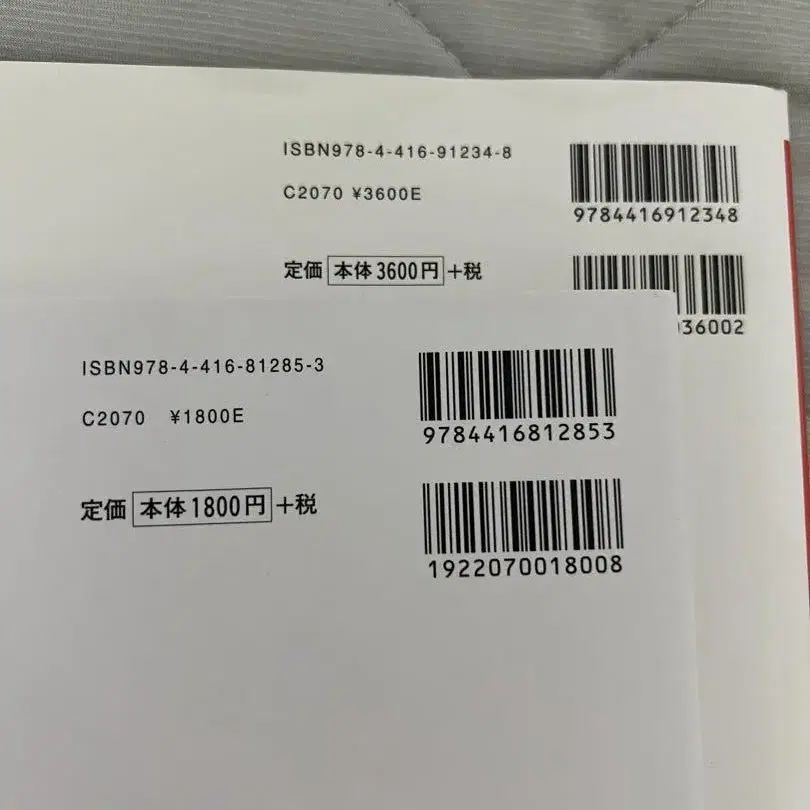 ISBN978-4-416-91234-8
C2070 ¥3600E
9784416912348
定価 本体3600円 +税
36002
ISBN978-4-416-81285-3
C2070 ¥1800E
9784416812853
定価 本体1800円 +税
1922070018008